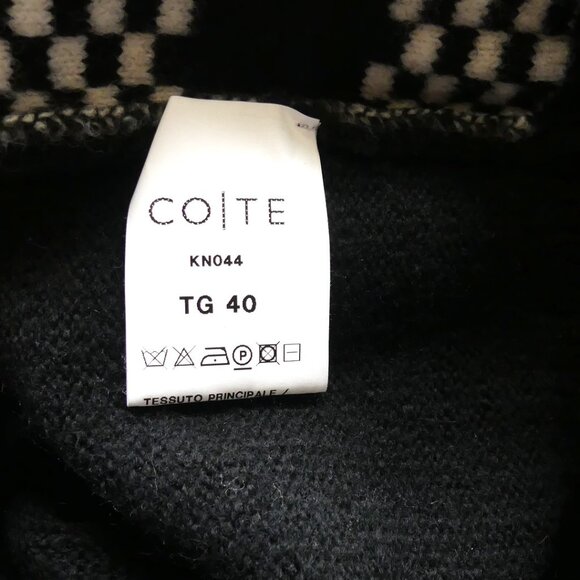 CO|TE
KN044
TG 40
P
TESSUTO PRINCIPALE /